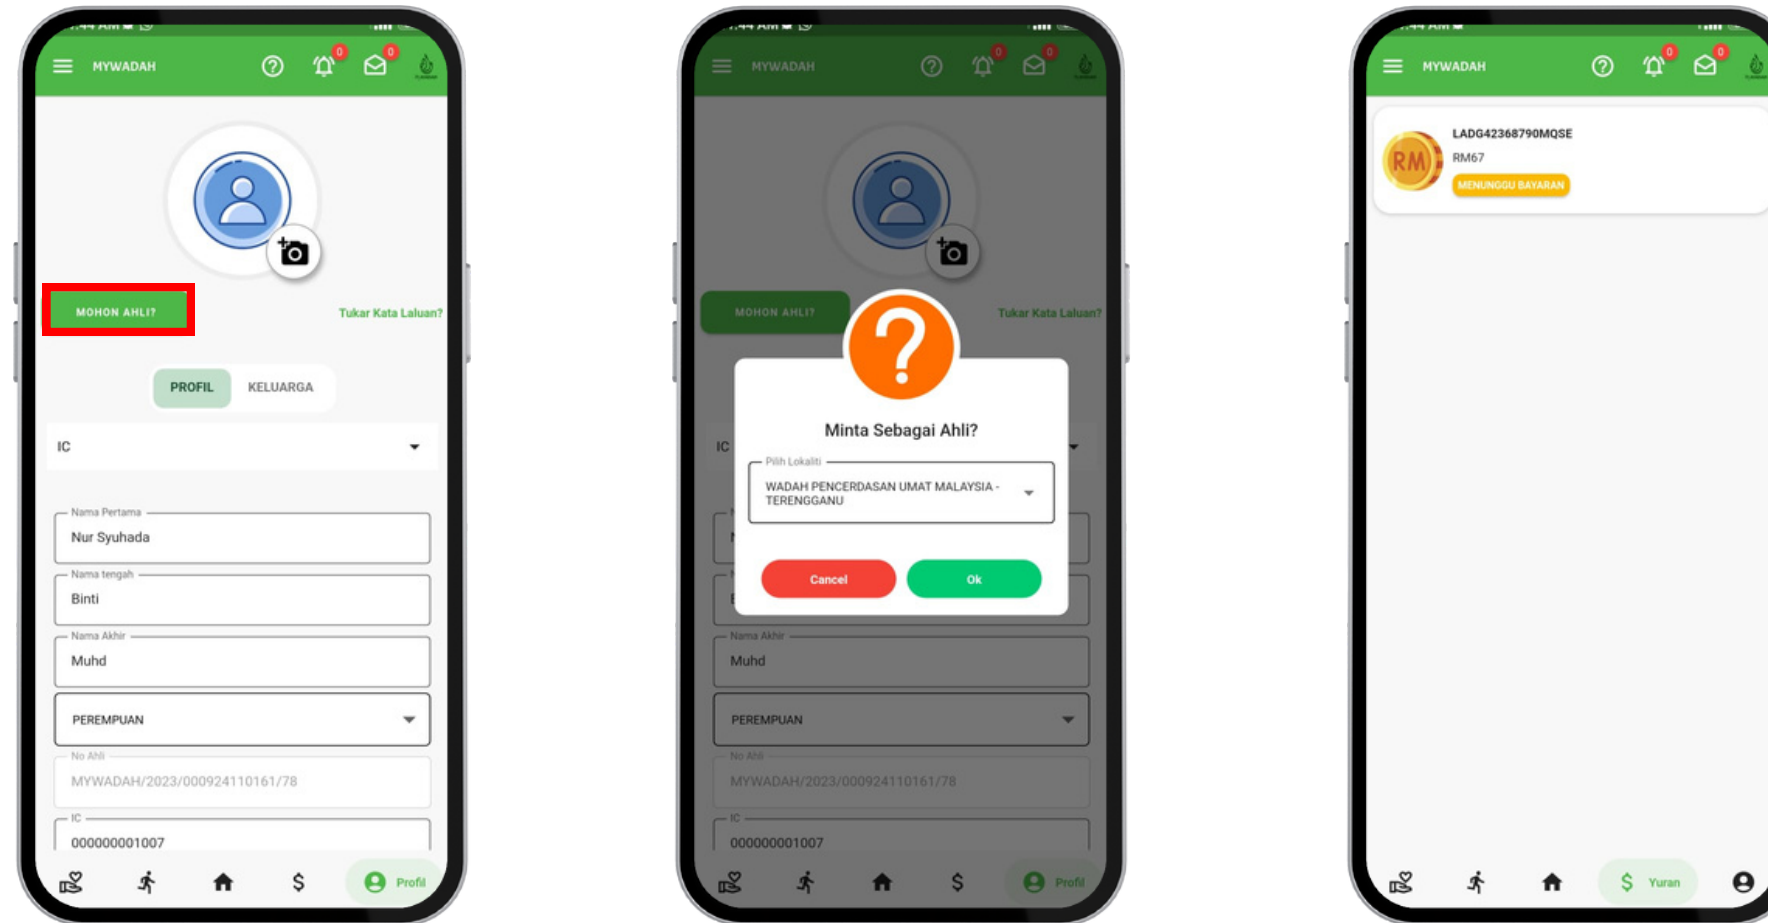 MYWADAH
0
0
MOHON AHLI?
Tukar Kata Laluan?
PROFIL
KELUARGA
IC
Nama Pertama
Nur Syuhada
Nama tengah
Binti
Nama Akhir
Muhd
PEREMPUAN
No Ahli
MYWADAH/2023/000924110161/78
IC
000000001007
$
Profil
MYWADAH
0
0
MOHON AHLI?
Tukar Kata Laluan?
?
Minta Sebagai Ahli?
IC
Pilih Lokaliti
WADAH PENCERDASAN UMAT MALAYSIA -
TERENGGANU
Cancel
Ok
Nama Akhir
Muhd
PEREMPUAN
No Ahli
MYWADAH/2023/000924110161/78
IC
000000001007
$
Profil
MYWADAH
0
0
RM
LADG42368790MQSE
RM67
MENUNGGU BAYARAN
$ Yuran